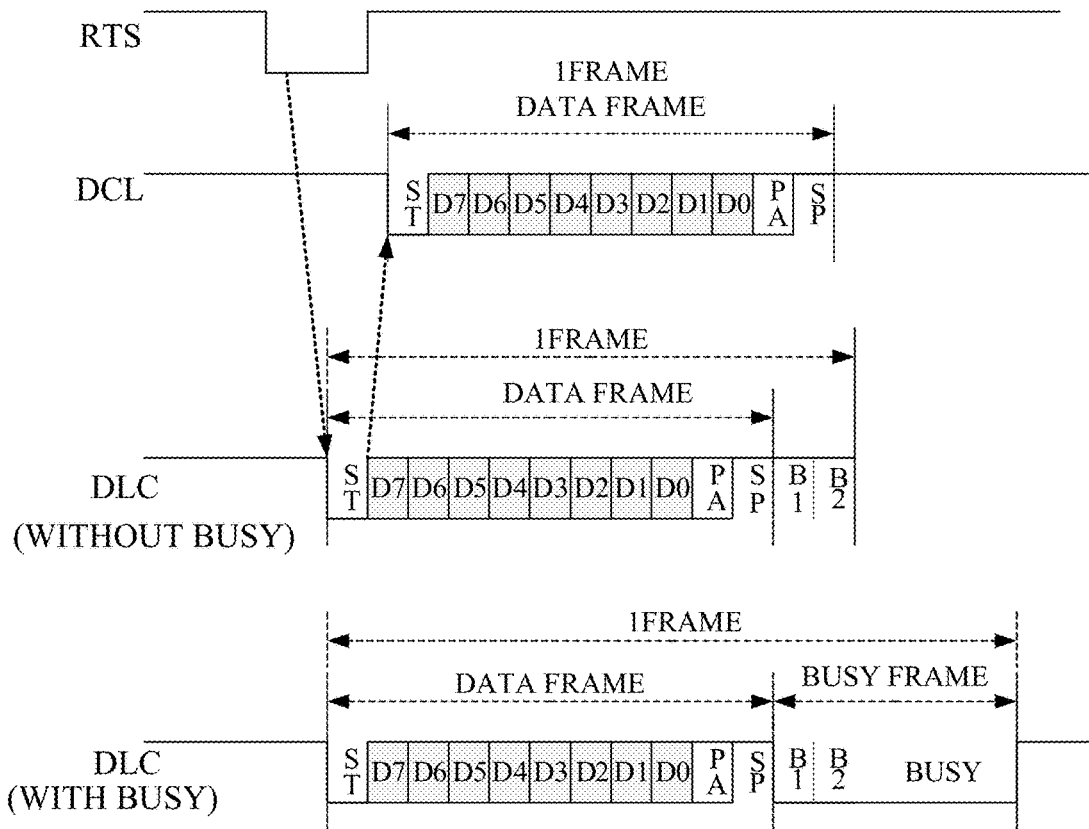 RTS
1FRAME
DATA FRAME
DCL
ST D7 D6 D5 D4 D3 D2 D1 D0 PA SP
1FRAME
DATA FRAME
DLC
(WITHOUT BUSY)
ST D7 D6 D5 D4 D3 D2 D1 D0 PA SP B1 B2
1FRAME
DATA FRAME
BUSY FRAME
DLC
(WITH BUSY)
ST D7 D6 D5 D4 D3 D2 D1 D0 PA SP B1 B2 BUSY